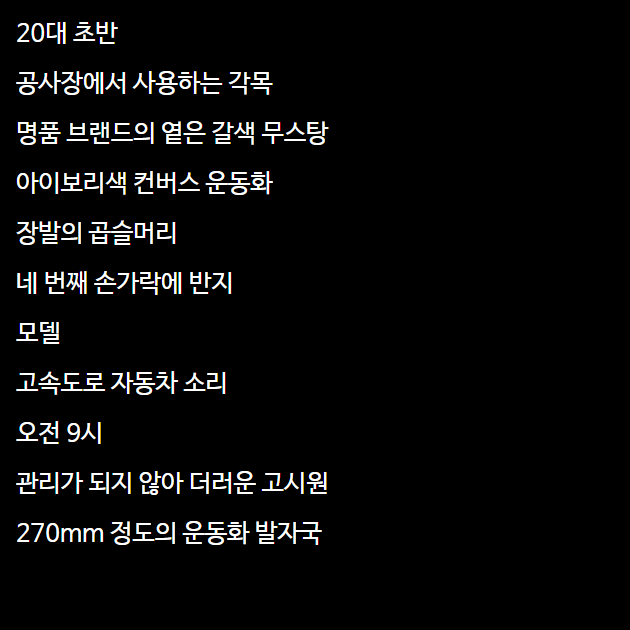 20대 초반
공사장에서 사용하는 각목
명품 브랜드의 옅은 갈색 무스탕
아이보리색 컨버스 운동화
장발의 곱슬머리
네 번째 손가락에 반지
모델
고속도로 자동차 소리
오전 9시
관리가 되지 않아 더러운 고시원
270mm 정도의 운동화 발자국